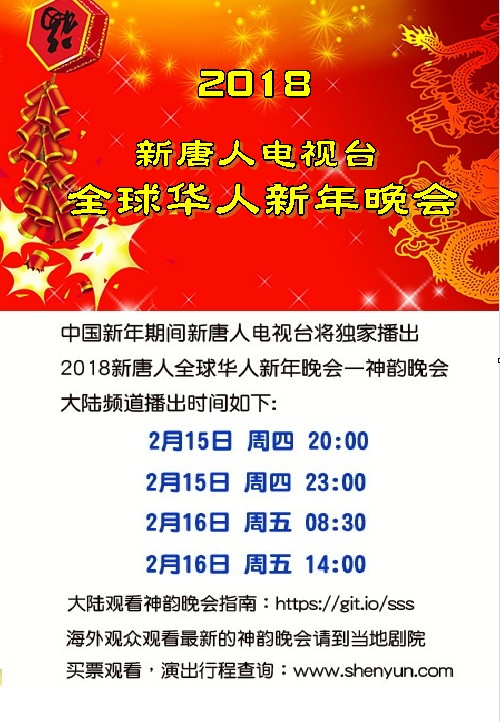 2018
新唐人电视台
全球华人新年晚会
中国新年期间新唐人电视台将独家播出
2018新唐人全球华人新年晚会—神韵晚会
大陆频道播出时间如下:
2月15日 周四 20:00
2月15日 周四 23:00
2月16日 周五 08:30
2月16日 周五 14:00
大陆观看神韵晚会指南：https://git.io/sss
海外观众观看最新的神韵晚会请到当地剧院
买票观看，演出行程查询：www.shenyun.com